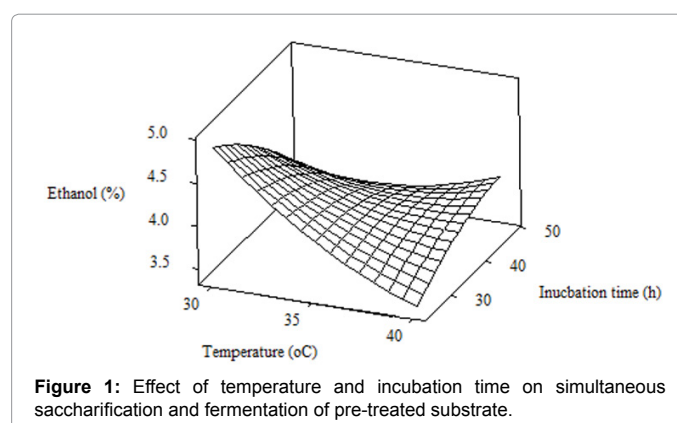 5.0
4.5
Ethanol (%)
4.0
3.5
30
35
40
Temperature (oC)
30
40
50
Inucbation time (h)
Figure 1: Effect of temperature and incubation time on simultaneous
saccharification and fermentation of pre-treated substrate.